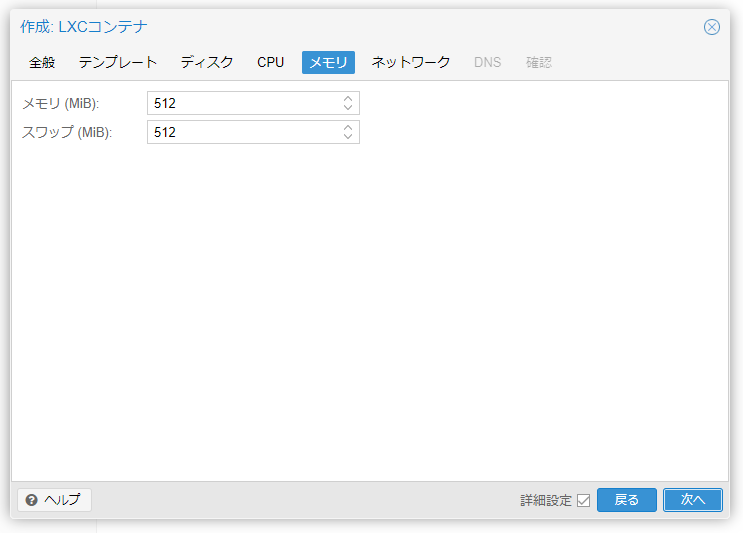 作成: LXCコンテナ
全般 テンプレート ディスク CPU メモリ ネットワーク DNS 確認
メモリ (MiB): 512
スワップ (MiB): 512
ヘルプ 詳細設定 戻る 次へ